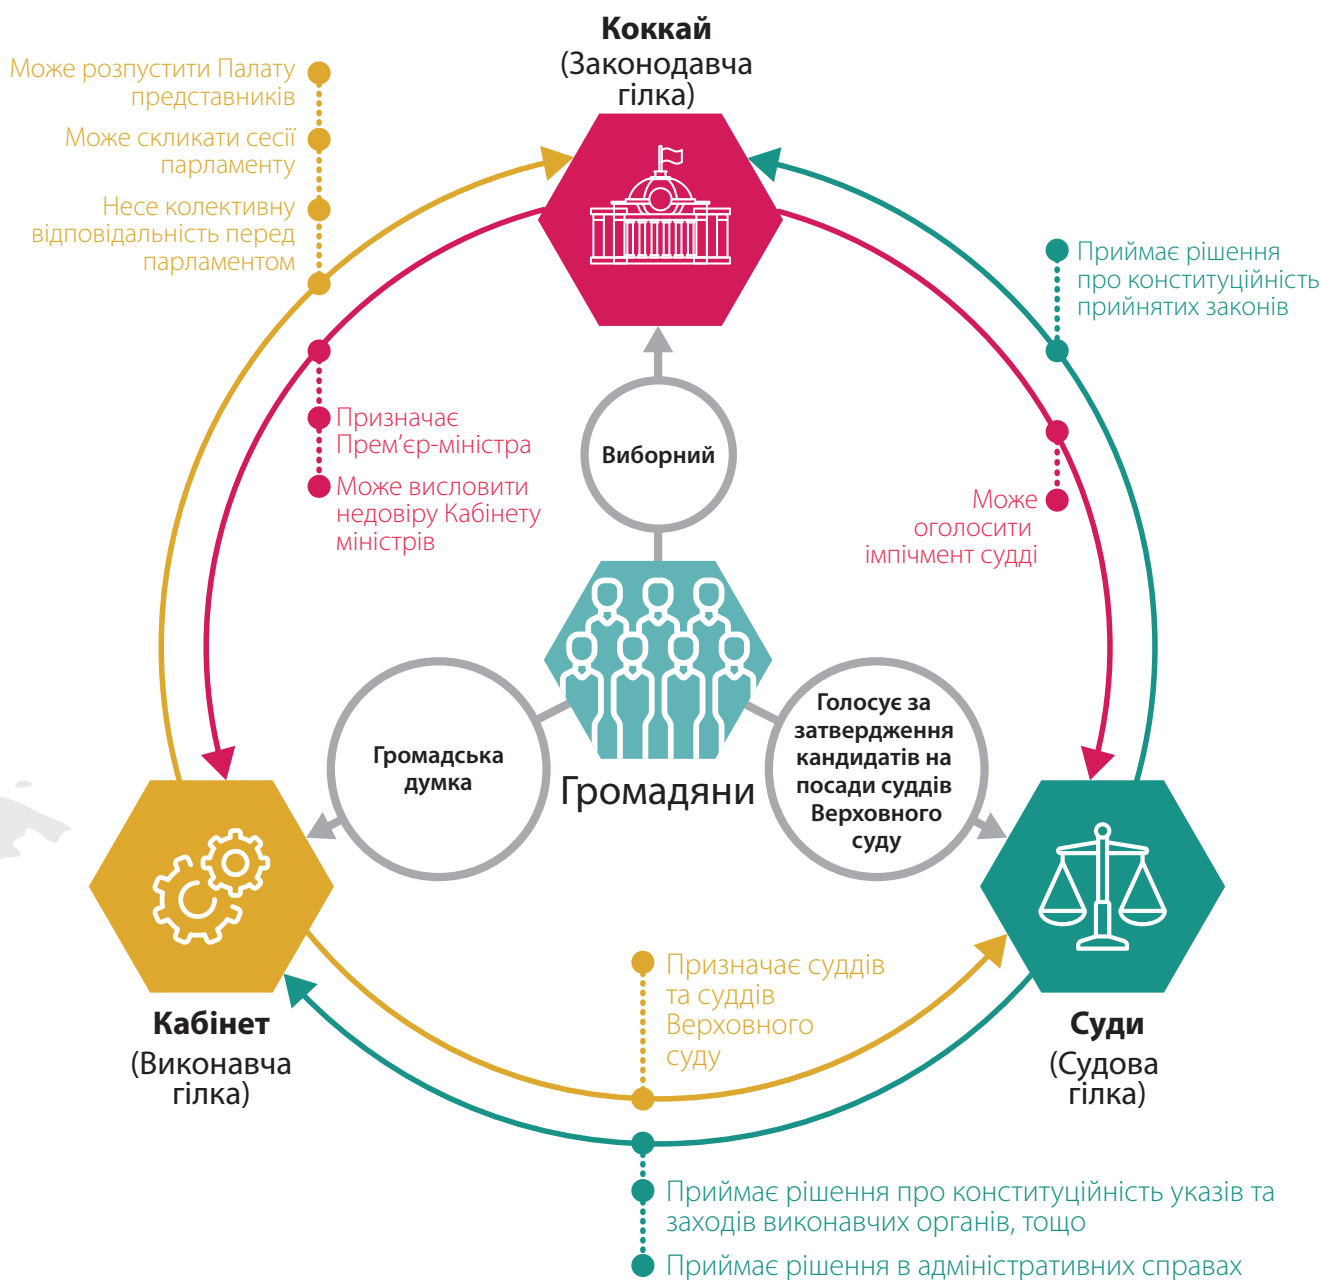 Коккай
(Законодавча
гілка)
Може розпустити Палату
представників
Може скликати сесії
парламенту
Несе колективну
відповідальність перед
парламентом
Приймає рішення
про конституційність
прийнятих законів
Призначає
Прем’єр-міністра
Може висловити
недовіру Кабінету
міністрів
Виборний
Може
оголосити
імпічмент судді
Громадська
думка
Громадяни
Голосує за
затвердження
кандидатів на
посади суддів
Верховного
суду
Кабінет
(Виконавча
гілка)
Призначає суддів
та суддів
Верховного
суду
Суди
(Судова
гілка)
Приймає рішення про конституційність указів та
заходів виконавчих органів, тощо
Приймає рішення в адміністративних справах